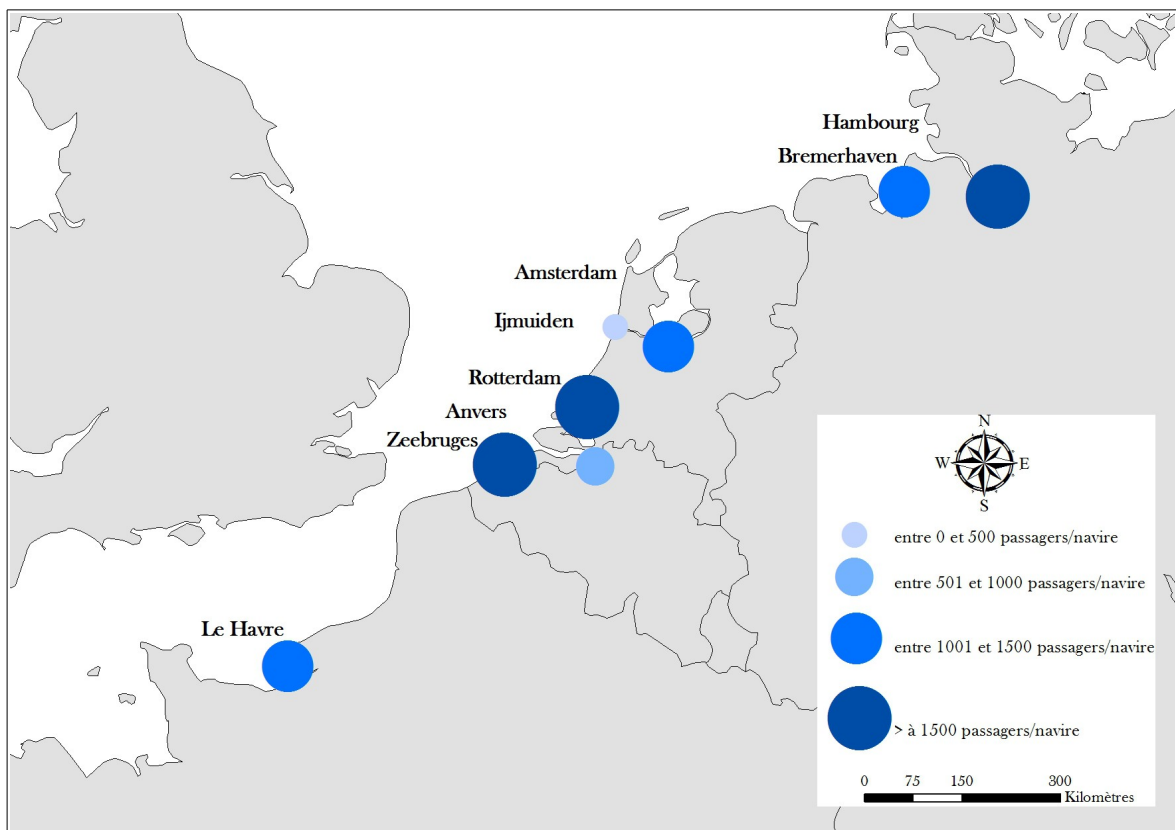 Hambourg
Bremerhaven
Amsterdam
Ijmuiden
Rotterdam
Anvers
Zeebruges
Le Havre
N
W E
S
entre 0 et 500 passagers/navire
entre 501 et 1000 passagers/navire
entre 1001 et 1500 passagers/navire
> à 1500 passagers/navire
0 75 150 300
Kilomètres